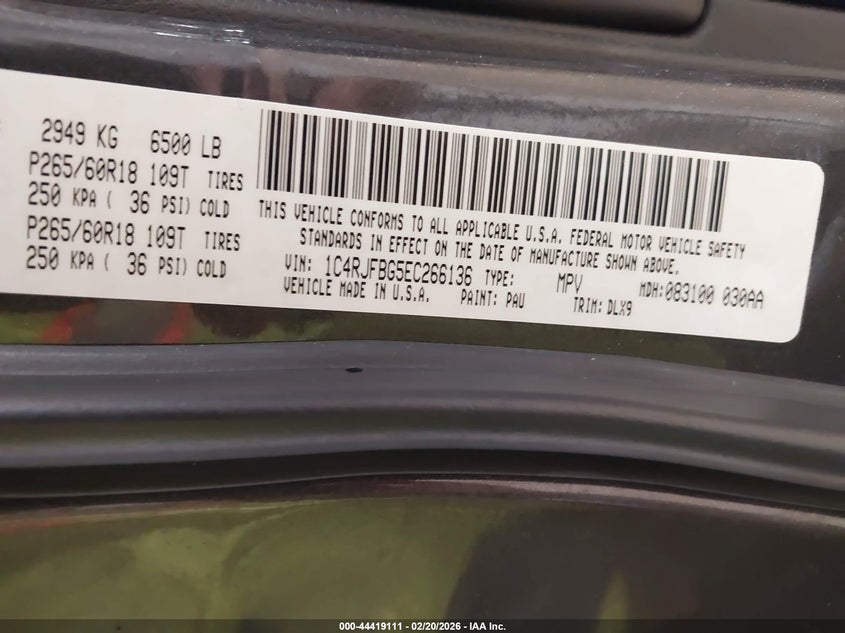 2949 KG 6500 LB
P265/60R18 109T TIRES
250 KPA ( 36 PSI) COLD
P265/60R18 109T TIRES
250 KPA ( 36 PSI) COLD
THIS VEHICLE CONFORMS TO ALL APPLICABLE U.S.A. FEDERAL MOTOR VEHICLE SAFETY
STANDARDS IN EFFECT ON THE DATE OF MANUFACTURE SHOWN ABOVE.
VIN: 1C4RJFBG5EC266136 TYPE: MPV MDH:083100 030AA
VEHICLE MADE IN U.S.A. PAINT: PAU TRIM: DLX9
000-44419111 - 02/20/2026 - IAA Inc.